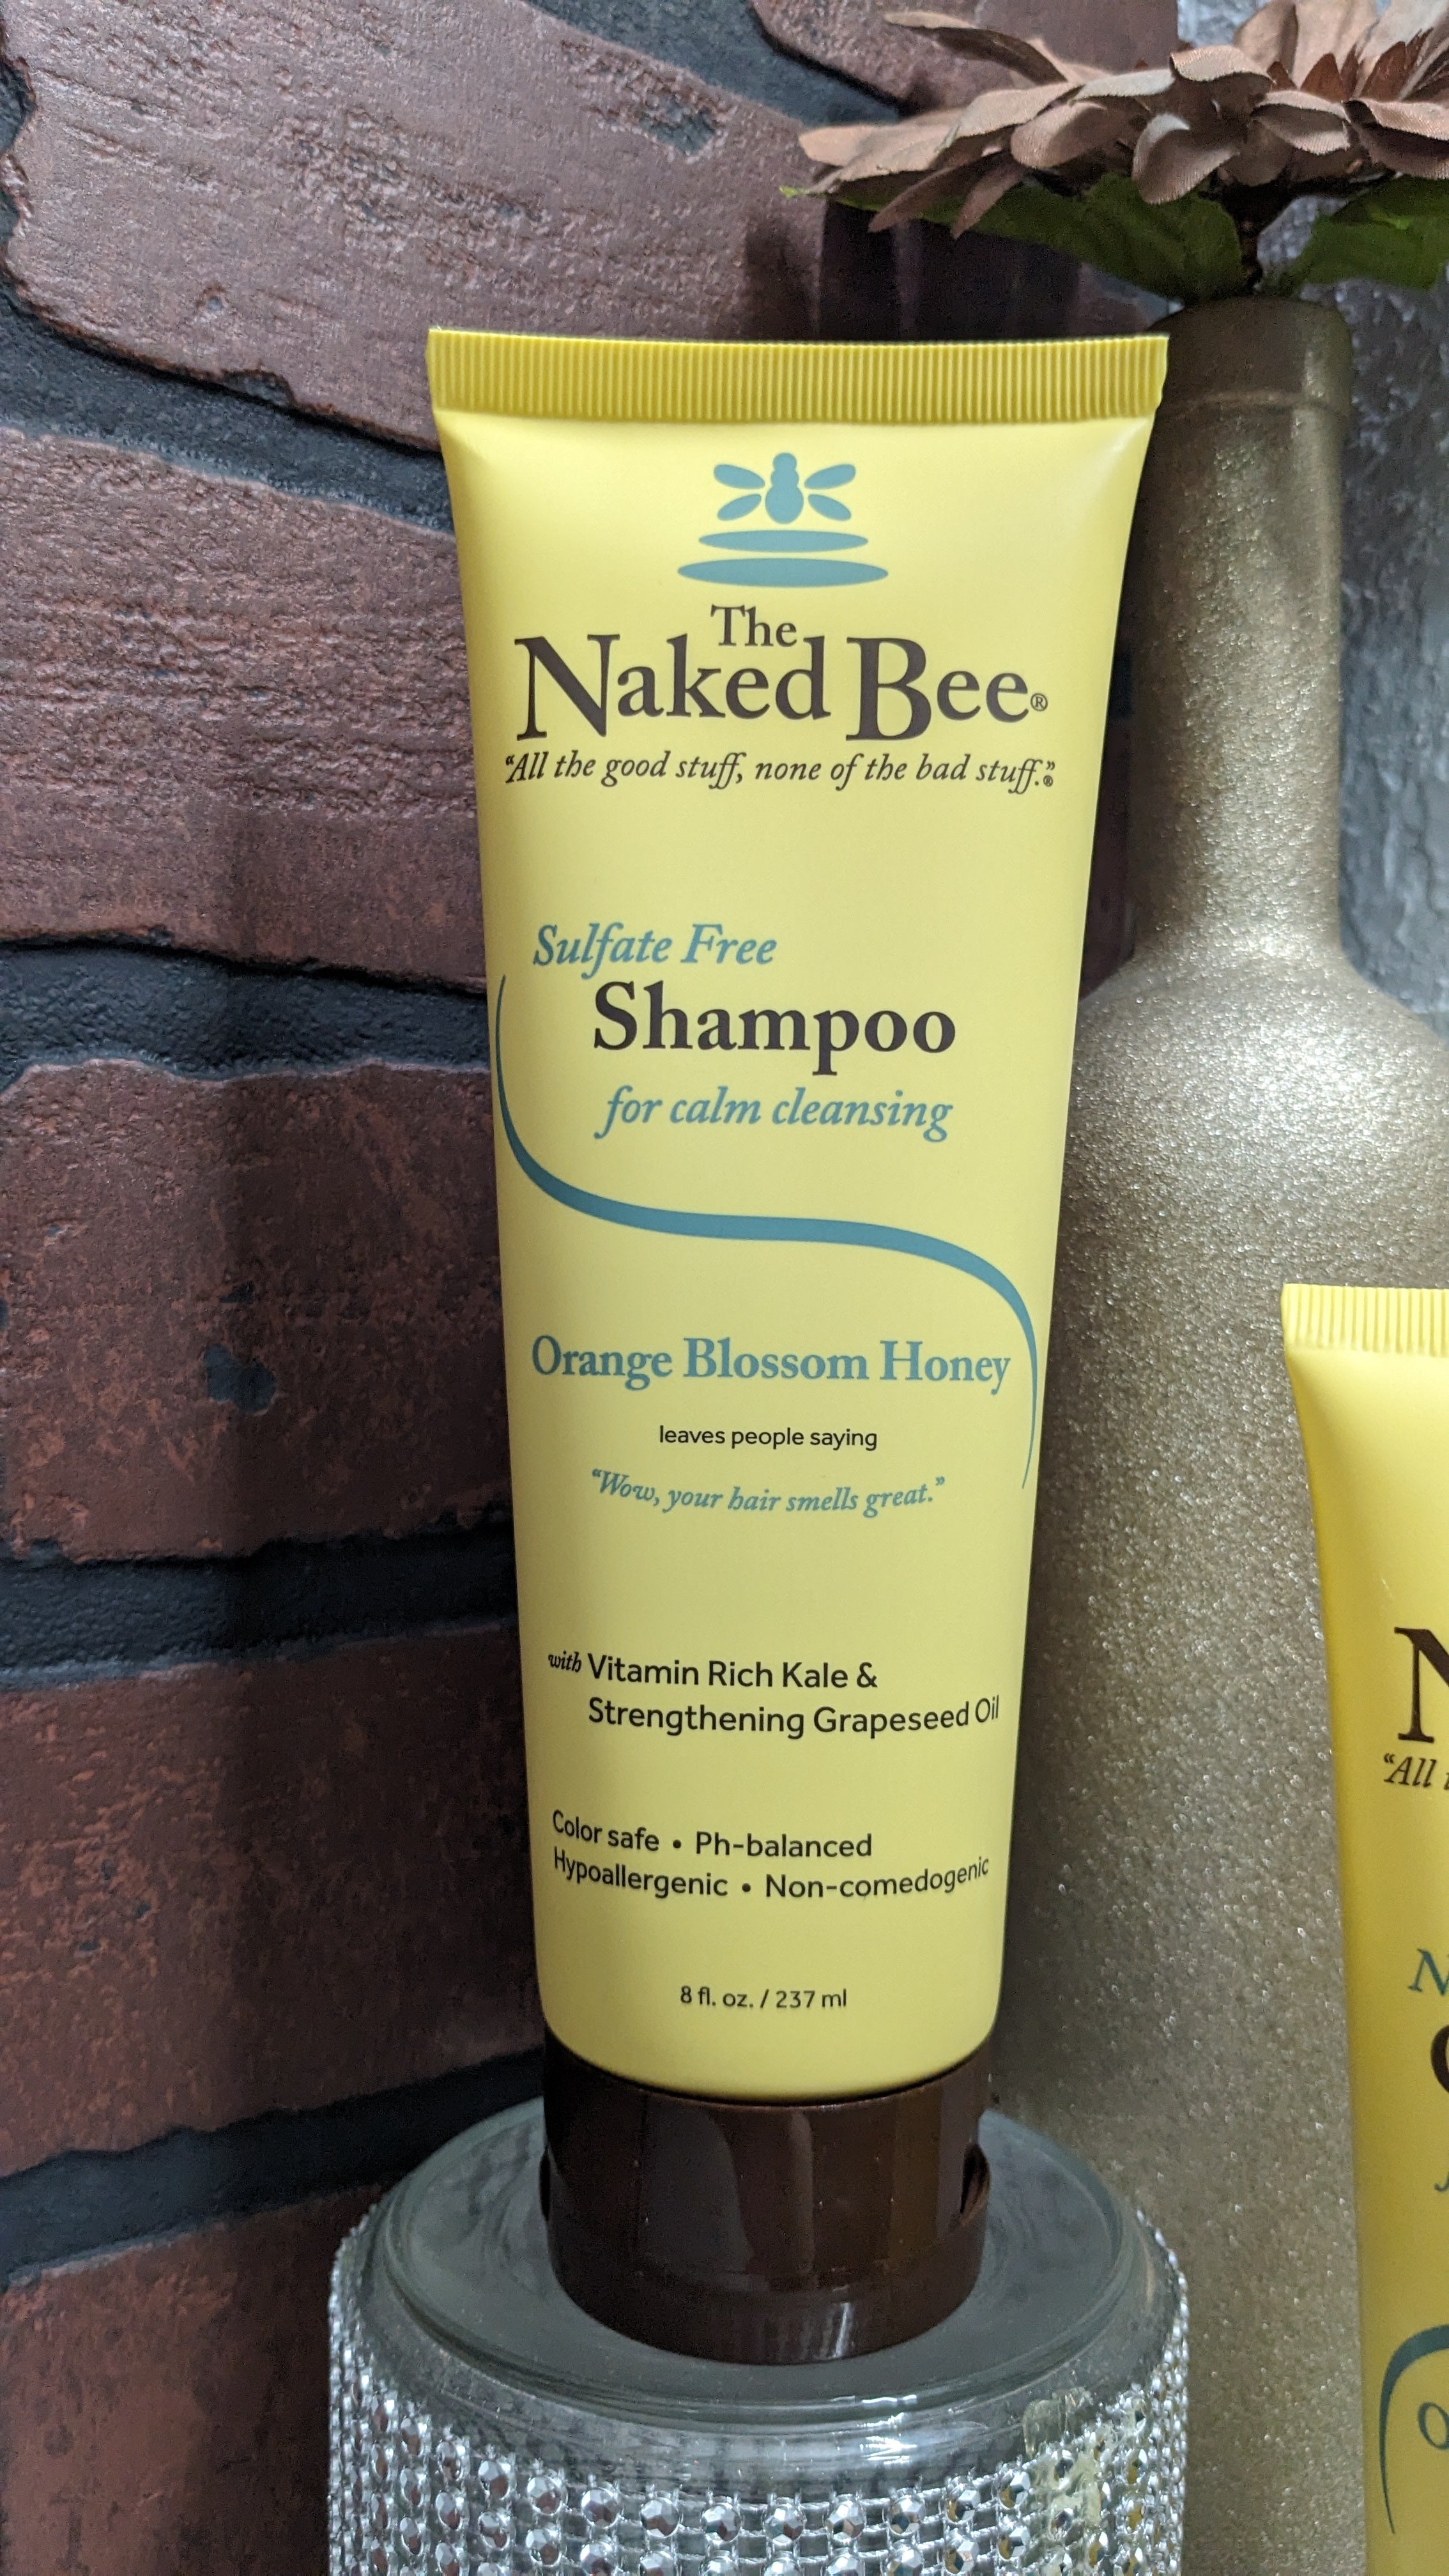 The
Naked Bee®
“All the good stuff, none of the bad stuff.”®
Sulfate Free
Shampoo
for calm cleansing
Orange Blossom Honey
leaves people saying
“Wow, your hair smells great.”
with Vitamin Rich Kale &
Strengthening Grapeseed Oil
Color safe • Ph-balanced
Hypoallergenic • Non-comedogenic
8 fl. oz. / 237 ml
N
“All
N
O